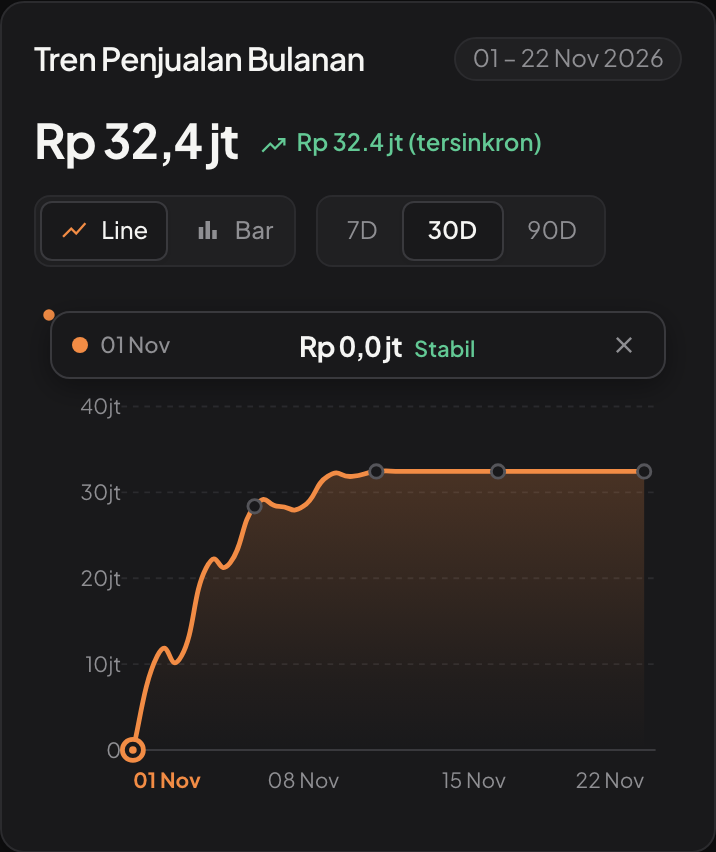 Tren Penjualan Bulanan
01 – 22 Nov 2026
Rp 32,4 jt
Rp 32.4 jt (tersinkron)
Line
Bar
7D
30D
90D
01 Nov
Rp 0,0 jt
Stabil
40jt
30jt
20jt
10jt
0
01 Nov
08 Nov
15 Nov
22 Nov